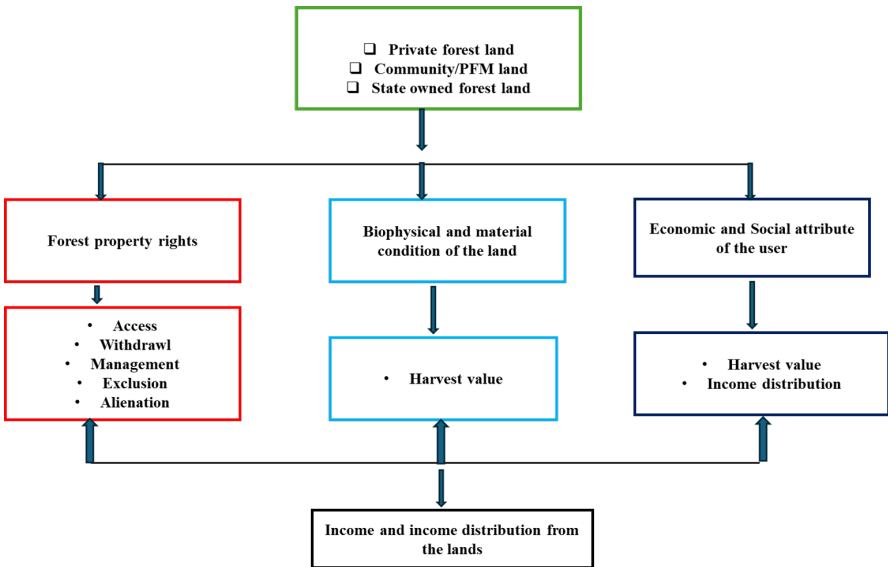 ❑ Private forest land
❑ Community/PFM land
❑ State owned forest land
Forest property rights
Biophysical and material
condition of the land
Economic and Social attribute
of the user
• Access
• Withdrawl
• Management
• Exclusion
• Alienation
• Harvest value
• Harvest value
• Income distribution
Income and income distribution from
the lands